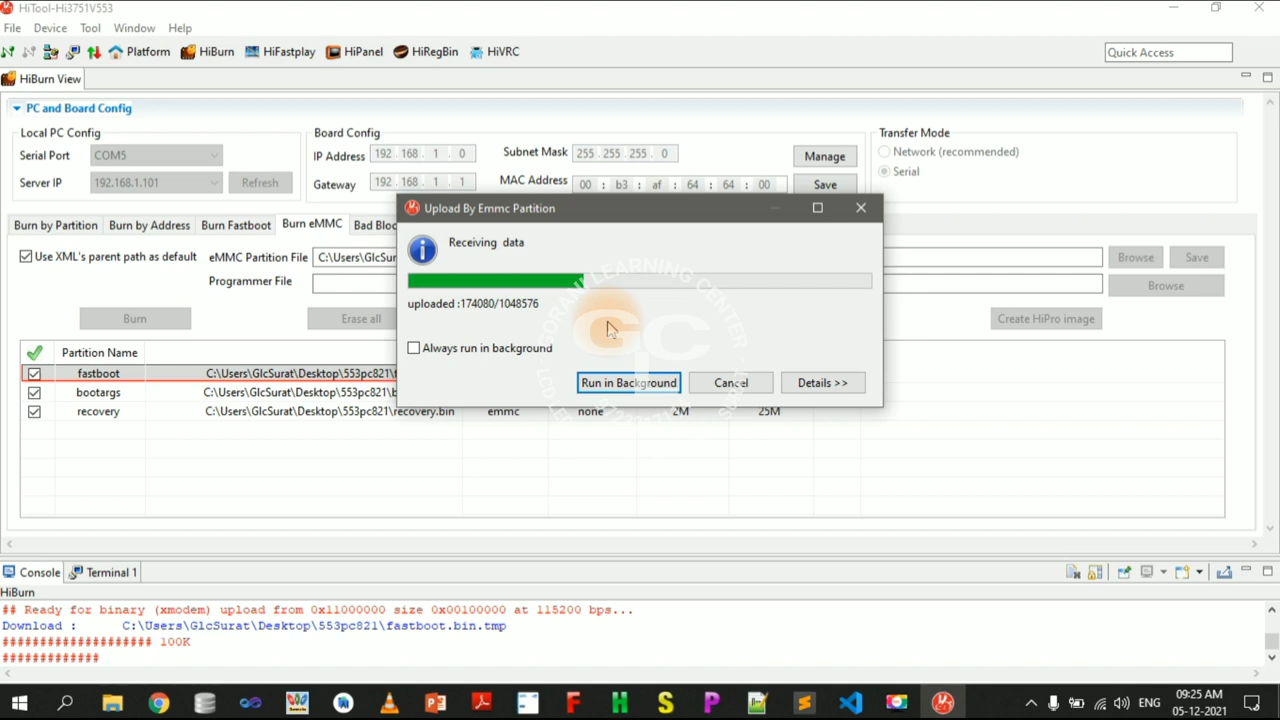 HiTool-Hi3751V553
File Device Tool Window Help
Platform HiBurn HiFastplay HiPanel HiRegBin HiVRC Quick Access
HiBurn View
PC and Board Config
Local PC Config Board Config Transfer Mode
Serial Port COM5 IP Address 192 . 168 . 1 . 0 Subnet Mask 255 . 255 . 255 . 0 Manage Network (recommended)
Server IP 192.168.1.101 Refresh Gateway 192 . 168 . 1 . 1 MAC Address 00 : b3 : af : 64 : 64 : 00 Save Serial
Upload By Emmc Partition
Burn by Partition Burn by Address Burn Fastboot Burn eMMC Bad Bloc
Receiving data
Use XML's parent path as default eMMC Partition File C:\Users\GlcSur Browse Save
Programmer File Browse
uploaded :174080/1048576
Burn Erase all Create HiPro image
Always run in background
Partition Name
Run in Background Cancel Details >>
fastboot C:\Users\GlcSurat\Desktop\553pc821\f
bootargs C:\Users\GlcSurat\Desktop\553pc821\b
recovery C:\Users\GlcSurat\Desktop\553pc821\recovery.bin emmc none 2M 25M
GORANI LEARNING CENTER
GLC
Console Terminal 1
HiBurn
## Ready for binary (xmodem) upload from 0x11000000 size 0x00100000 at 115200 bps...
Download : C:\Users\GlcSurat\Desktop\553pc821\fastboot.bin.tmp
#################### 100K
#############
ENG 09:25 AM
05-12-2021